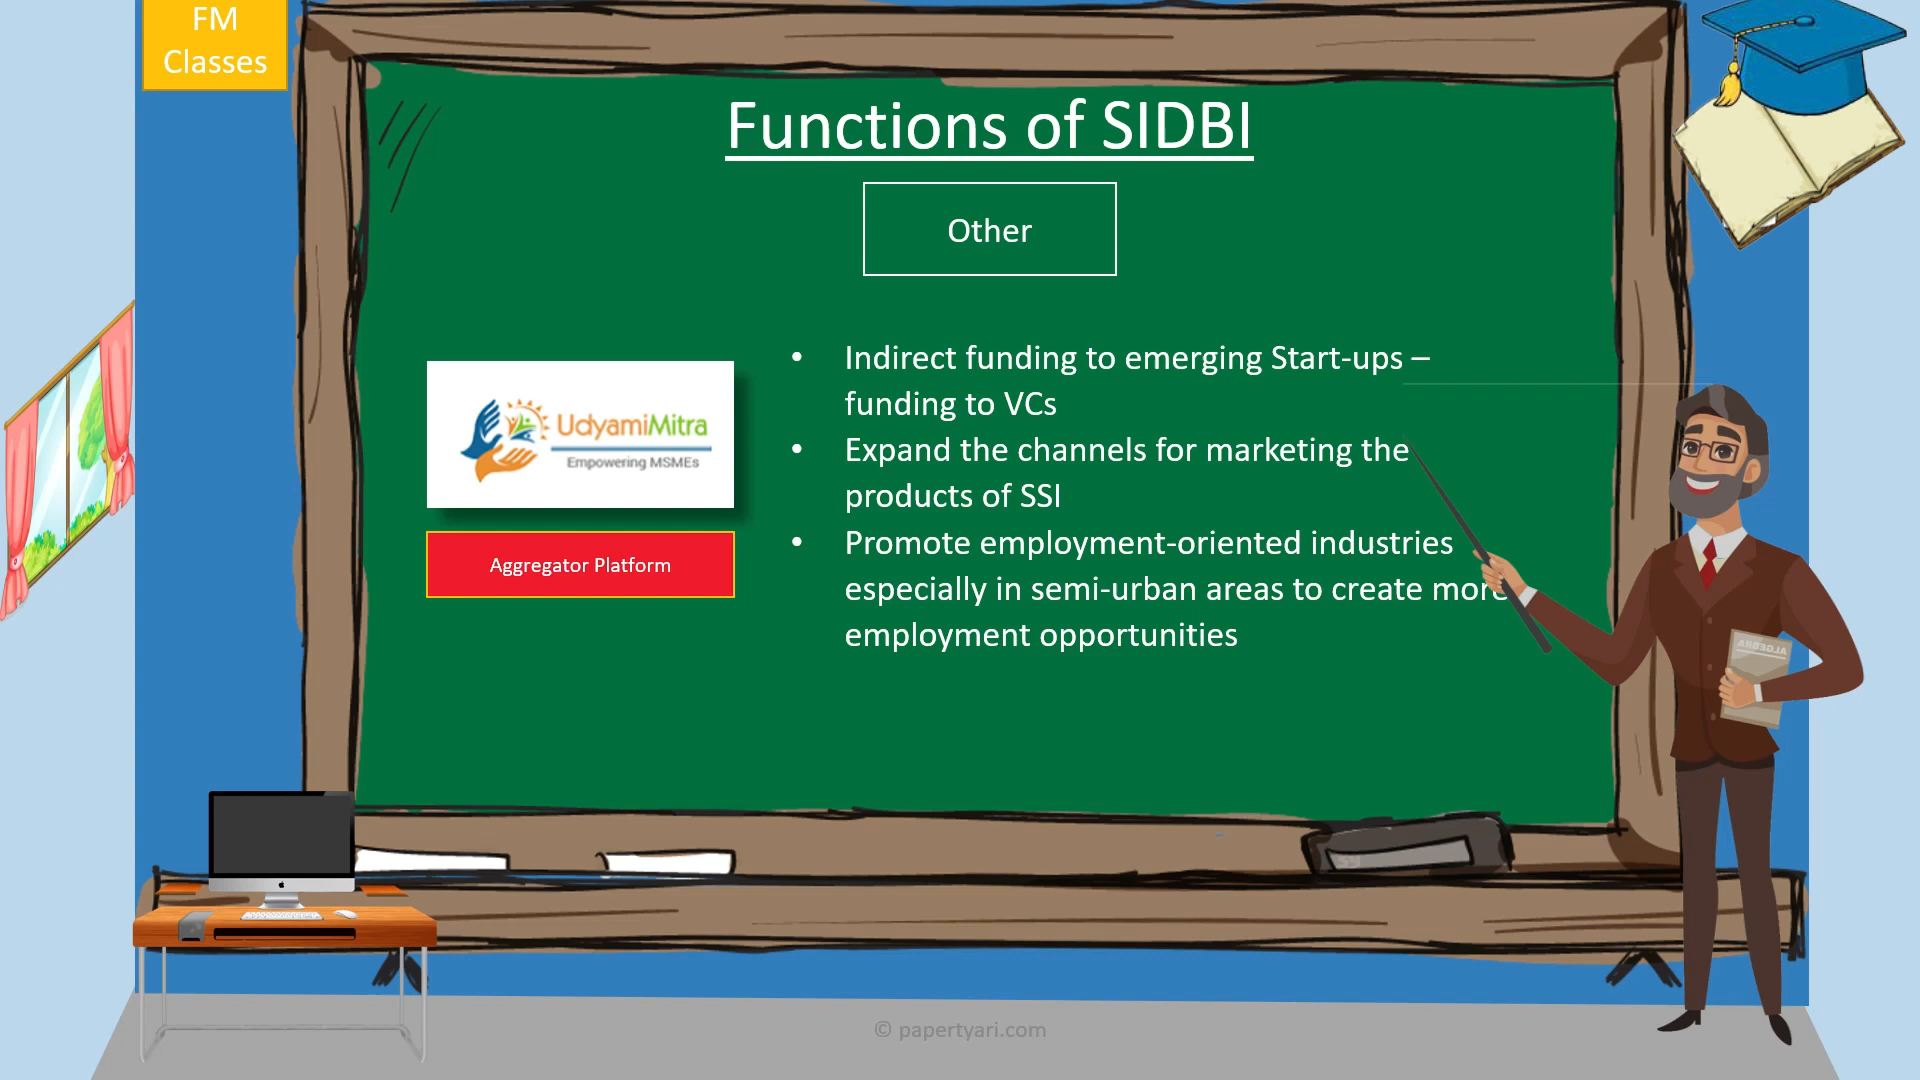 FM
Classes
Functions of SIDBI
Other
UdyamiMitra
Empowering MSMEs
Aggregator Platform
• Indirect funding to emerging Start-ups –
funding to VCs
• Expand the channels for marketing the
products of SSI
• Promote employment-oriented industries
especially in semi-urban areas to create more
employment opportunities
ALGEBRA
© papertyari.com